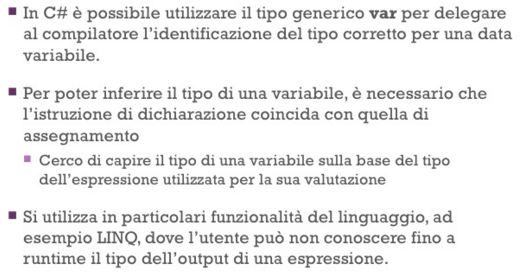 In C# è possibile utilizzare il tipo generico var per delegare
al compilatore l'identificazione del tipo corretto per una data
variabile.
Per poter inferire il tipo di una variabile, è necessario che
l'istruzione di dichiarazione coincida con quella di
assegnamento
Cerco di capire il tipo di una variabile sulla base del tipo
dell'espressione utilizzata per la sua valutazione
Si utilizza in particolari funzionalità del linguaggio, ad
esempio LINQ, dove l'utente può non conoscere fino a
runtime il tipo dell'output di una espressione.